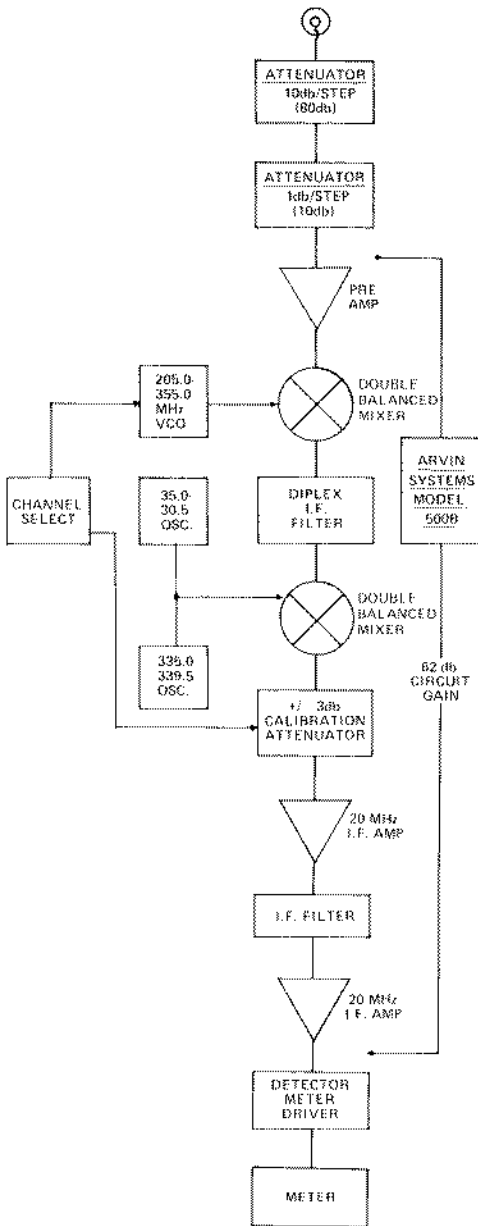 ATTENUATOR
10db/STEP
(80db)
ATTENUATOR
1db/STEP
(10db)
PRE
AMP
205.0-
355.0
MHz
VCO
DOUBLE
BALANCED
MIXER
CHANNEL
SELECT
35.0-
30.5
OSC.
DIPLEX
I.F.
FILTER
ARVIN
SYSTEMS
MODEL
500B
DOUBLE
BALANCED
MIXER
335.0
339.5
OSC.
62 db
CIRCUIT
GAIN
+/- 3db
CALIBRATION
ATTENUATOR
20 MHz
I.F. AMP
I.F. FILTER
20 MHz
I.F. AMP
DETECTOR
METER
DRIVER
METER